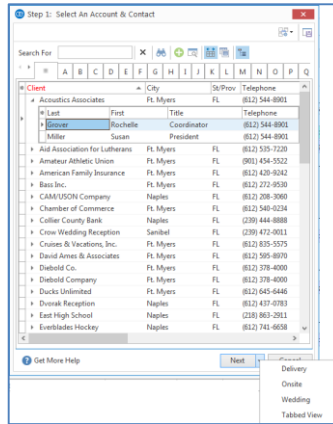 Step 1: Select An Account & Contact
Search For
* A B C D E F G H I J K L M N O P Q
Client City St/Prov Telephone
Acoustics Associates Ft. Myers FL (612) 544-8901
Last First Title Telephone
Grover Rochelle Coordinator (612) 544-8901
Miller Susan President (612) 544-8901
Aid Association for Lutherans Ft. Myers FL (612) 535-7220
Amateur Athletic Union Ft. Myers FL (901) 454-5522
American Family Insurance Ft. Myers FL (612) 420-9242
Bass Inc. Ft. Myers FL (612) 272-9530
CAM/USON Company Naples FL (612) 208-3060
Chamber of Commerce Ft. Myers FL (612) 540-0234
Collier County Bank Naples FL (239) 444-8888
Crow Wedding Reception Sanibel FL (239) 472-0011
Cruises & Vacations, Inc. Ft. Myers FL (612) 835-5575
David Ames & Associates Ft. Myers FL (612) 595-8970
Diebold Co. Ft. Myers FL (612) 378-4000
Diebold Company Ft. Myers FL (612) 378-4000
Ducks Unlimited Ft. Myers FL (612) 645-6446
Dvorak Reception Naples FL (612) 437-0783
East High School Naples FL (218) 863-2911
Everblades Hockey Naples FL (612) 741-6658
Get More Help Next Cancel
Delivery
Onsite
Wedding
Tabbed View